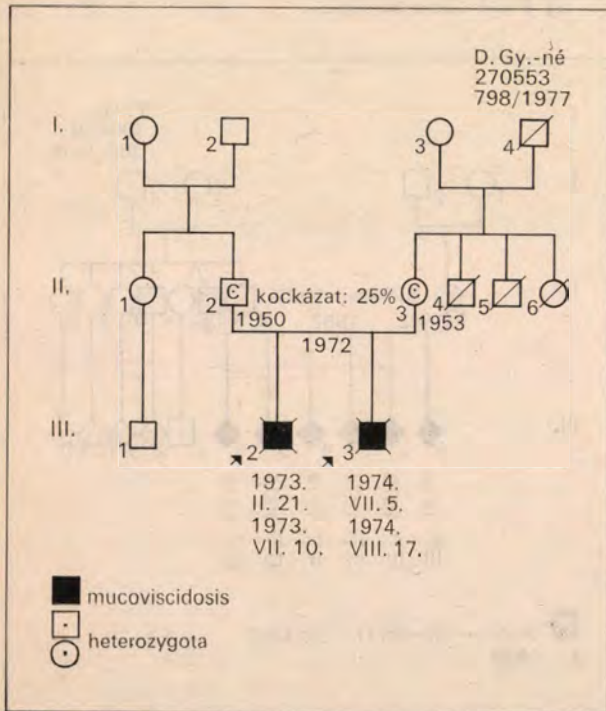 D. Gy.-né
270553
798/1977
I.
1
2
3
4
II.
1
C
2
kockázat: 25%
C
3
4
5
6
1950
1953
1972
III.
1
2
3
1973.
II. 21.
1973.
VII. 10.
1974.
VII. 5.
1974.
VIII. 17.
mucoviscidosis
heterozygota